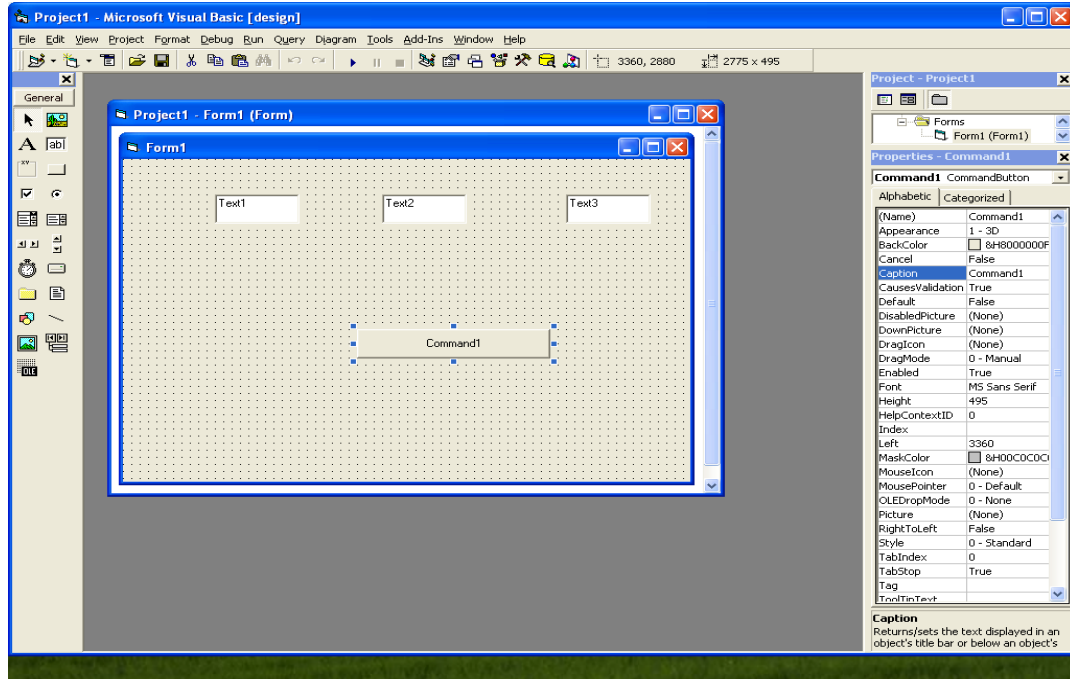 Project1 - Microsoft Visual Basic [design]
File Edit View Project Format Debug Run Query Diagram Tools Add-Ins Window Help
3360, 2880 2775 x 495
General
A ab|
XY
OLE
Project1 - Form1 (Form)
Form1
Text1 Text2 Text3
Command1
Project - Project1
Forms
Form1 (Form1)
Properties - Command1
Command1 CommandButton
Alphabetic Categorized
(Name) Command1
Appearance 1 - 3D
BackColor &H8000000F
Cancel False
Caption Command1
CausesValidation True
Default False
DisabledPicture (None)
DownPicture (None)
DragIcon (None)
DragMode 0 - Manual
Enabled True
Font MS Sans Serif
Height 495
HelpContextID 0
Index
Left 3360
MaskColor &H00C0C0C(
MouseIcon (None)
MousePointer 0 - Default
OLEDropMode 0 - None
Picture (None)
RightToLeft False
Style 0 - Standard
TabIndex 0
TabStop True
Tag
ToolTipText
Caption
Returns/sets the text displayed in an
object's title bar or below an object's